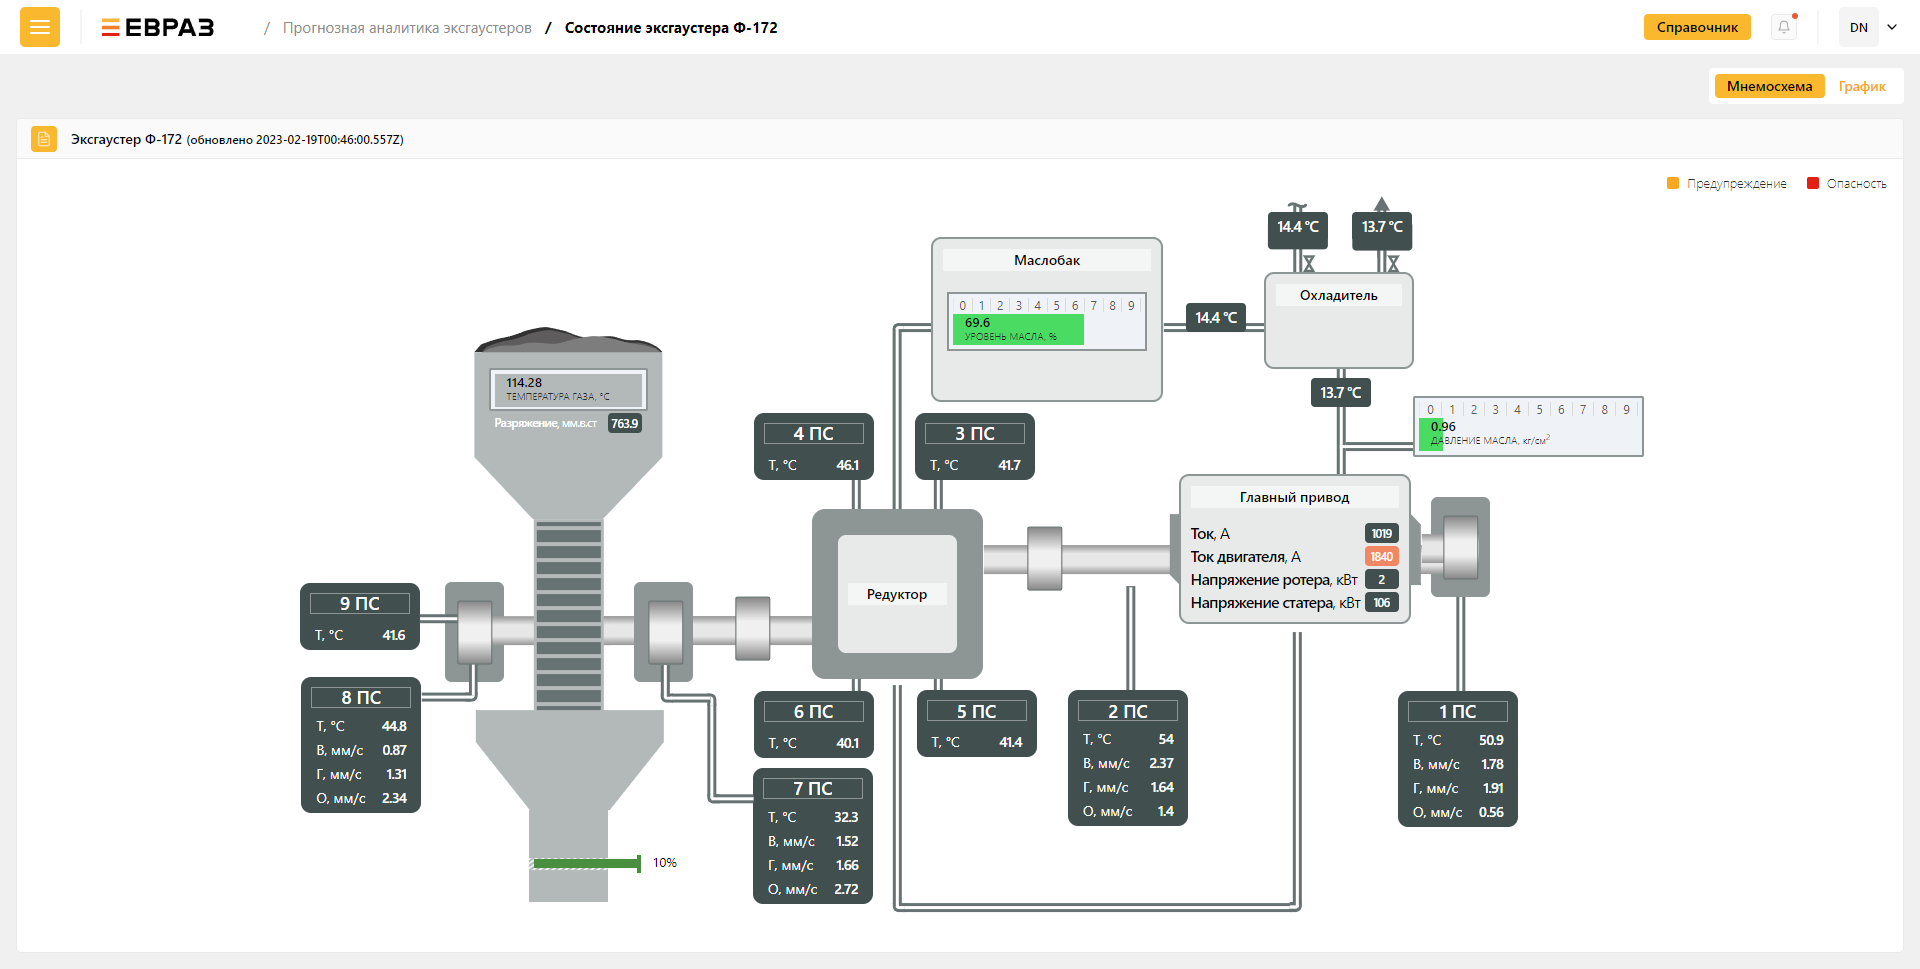 ЕВРАЗ
/ Прогнозная аналитика эксгаустеров / Состояние эксгаустера Ф-172
Справочник
DN
Мнемосхема График
Эксгаустер Ф-172 (обновлено 2023-02-19T00:46:00.557Z)
Предупреждение Опасность
14.4 °C 13.7 °C
Маслобак
0 1 2 3 4 5 6 7 8 9
69.6
УРОВЕНЬ МАСЛА, %
14.4 °C
Охладитель
13.7 °C
0 1 2 3 4 5 6 7 8 9
0.96
ДАВЛЕНИЕ МАСЛА, кг/см²
114.28
ТЕМПЕРАТУРА ГАЗА, °C
Разряжение, мм.в.ст 763.9
4 ПС
T, °C 46.1
3 ПС
T, °C 41.7
Главный привод
Ток, А 1019
Ток двигателя, А 1840
Напряжение ротера, кВт 2
Напряжение статера, кВт 106
Редуктор
9 ПС
T, °C 41.6
8 ПС
T, °C 44.8
В, мм/с 0.87
Г, мм/с 1.31
О, мм/с 2.34
6 ПС
T, °C 40.1
5 ПС
T, °C 41.4
7 ПС
T, °C 32.3
В, мм/с 1.52
Г, мм/с 1.66
О, мм/с 2.72
2 ПС
T, °C 54
В, мм/с 2.37
Г, мм/с 1.64
О, мм/с 1.4
1 ПС
T, °C 50.9
В, мм/с 1.78
Г, мм/с 1.91
О, мм/с 0.56
10%